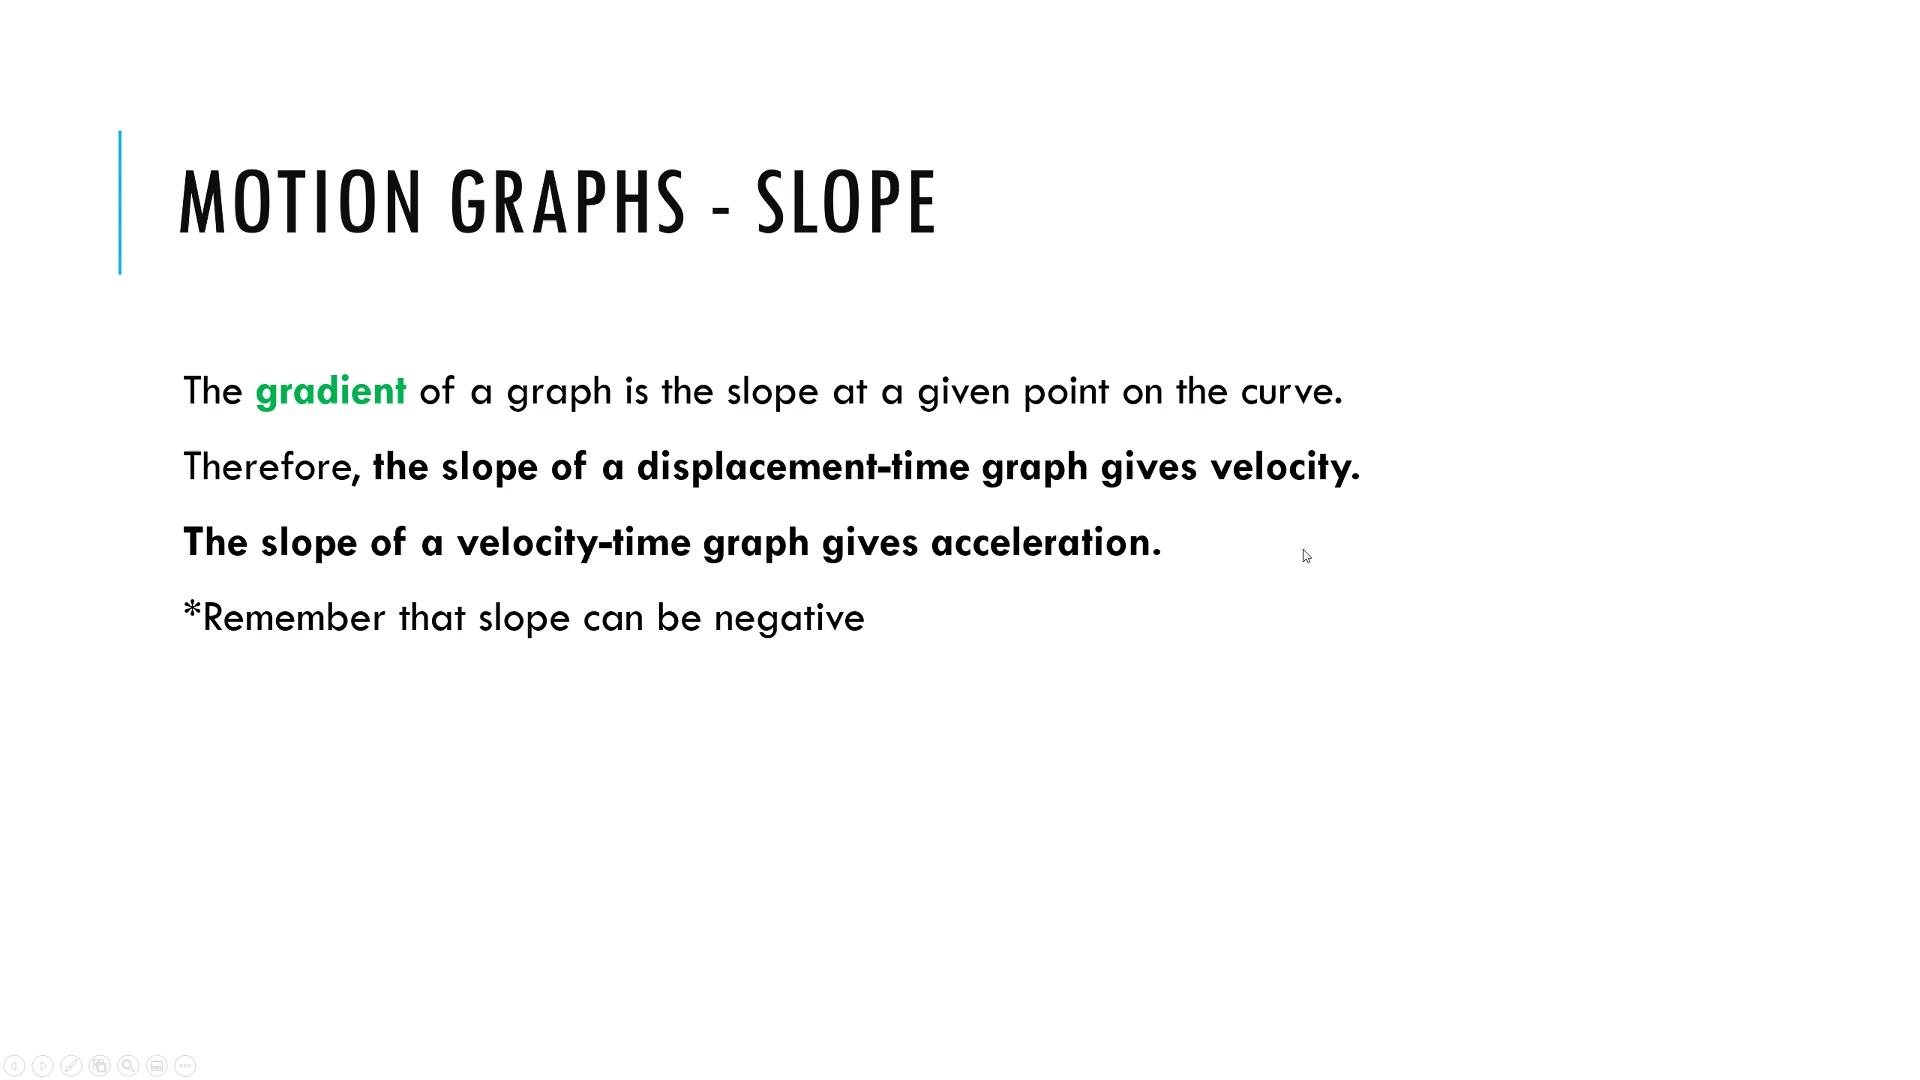 MOTION GRAPHS - SLOPE
The gradient of a graph is the slope at a given point on the curve.
Therefore, the slope of a displacement-time graph gives velocity.
The slope of a velocity-time graph gives acceleration.
*Remember that slope can be negative